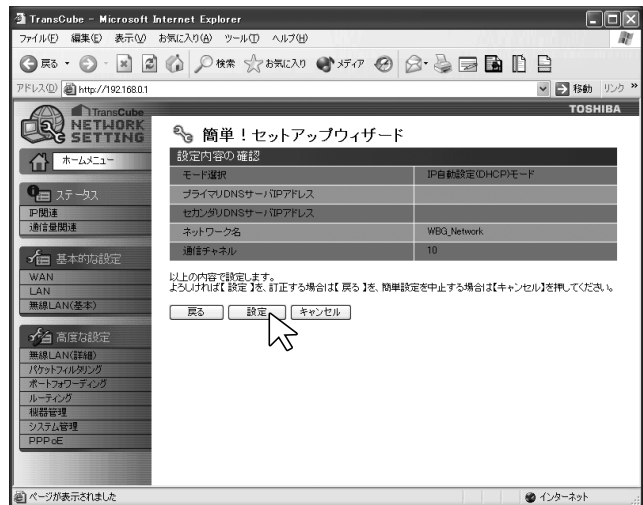 TransCube - Microsoft Internet Explorer
ファイル(F) 編集(E) 表示(V) お気に入り(A) ツール(T) ヘルプ(H)
戻る 検索 お気に入り メディア
アドレス(D) http://192.168.0.1 移動 リンク »
TOSHIBA
TransCube
NETWORK
SETTING
ホームメニュー
ステータス
IP関連
通信量関連
基本的な設定
WAN
LAN
無線LAN(基本)
高度な設定
無線LAN(詳細)
パケットフィルタリング
ポートフォワーディング
ルーティング
機器管理
システム管理
PPPoE
簡単！セットアップウィザード
設定内容の確認
モード選択 IP自動設定(DHCP)モード
プライマリDNSサーバIPアドレス
セカンダリDNSサーバIPアドレス
ネットワーク名 WBG_Network
通信チャネル 10
以上の内容で設定します。
よろしければ【 設定 】を、訂正する場合は【 戻る 】を、簡単設定を中止する場合は【キャンセル】を押してください。
戻る 設定 キャンセル
ページが表示されました インターネット